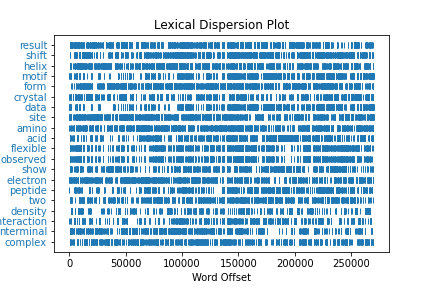 Lexical Dispersion Plot
result
shift
helix
motif
form
crystal
data
site
amino
acid
flexible
observed
show
electron
peptide
two
density
nteraction
nterminal
complex
0 50000 100000 150000 200000 250000
Word Offset